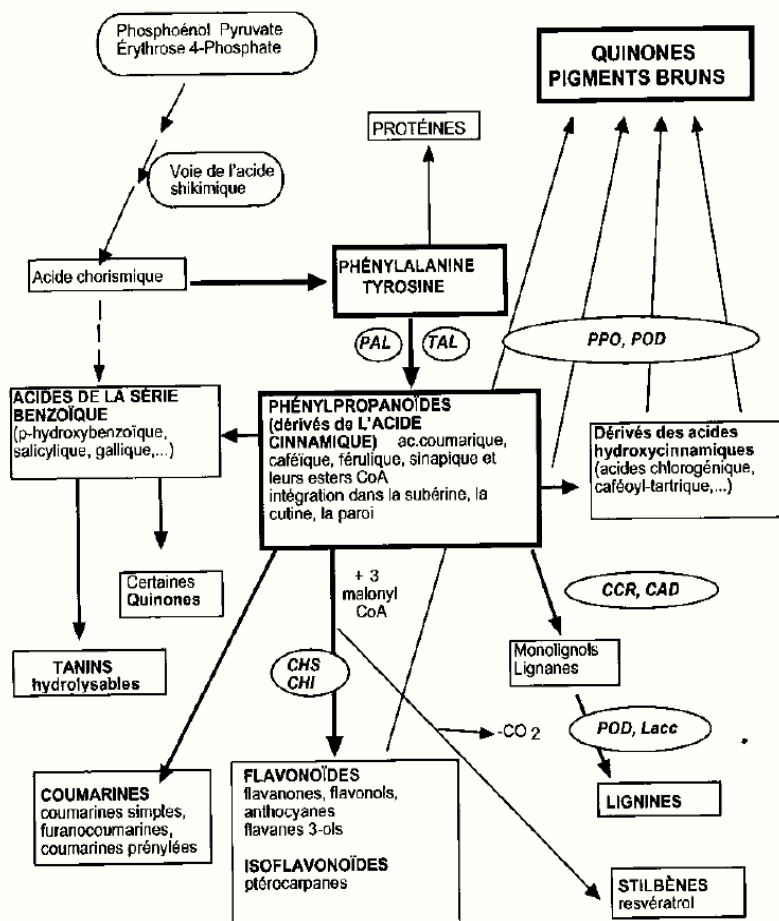 Phosphoénol Pyruvate
Érythrose 4-Phosphate
QUINONES
PIGMENTS BRUNS
PROTÉINES
Voie de l'acide
shikimique
Acide chorismique
PHÉNYLALANINE
TYROSINE
PAL
TAL
PPO, POD
ACIDES DE LA SÉRIE
BENZOÏQUE
(p-hydroxybenzoïque,
salicylique, gallique,...)
PHÉNYLPROPANOÏDES
(dérivés de L'ACIDE
CINNAMIQUE) ac.coumarique,
caféïque, férulique, sinapique et
leurs esters CoA
intégration dans la subérine, la
cutine, la paroi
Dérivés des acides
hydroxycinnamiques
(acides chlorogénique,
caféoyl-tartrique,...)
Certaines
Quinones
+ 3
malonyl
CoA
CCR, CAD
TANINS
hydrolysables
CHS
CHI
Monolignols
Lignanes
-CO2
POD, Lacc
COUMARINES
coumarines simples,
furanocoumarines,
coumarines prénylées
FLAVONOÏDES
flavanones, flavonols,
anthocyanes
flavanes 3-ols
ISOFLAVONOÏDES
ptérocarpanes
LIGNINES
STILBÈNES
resvératrol